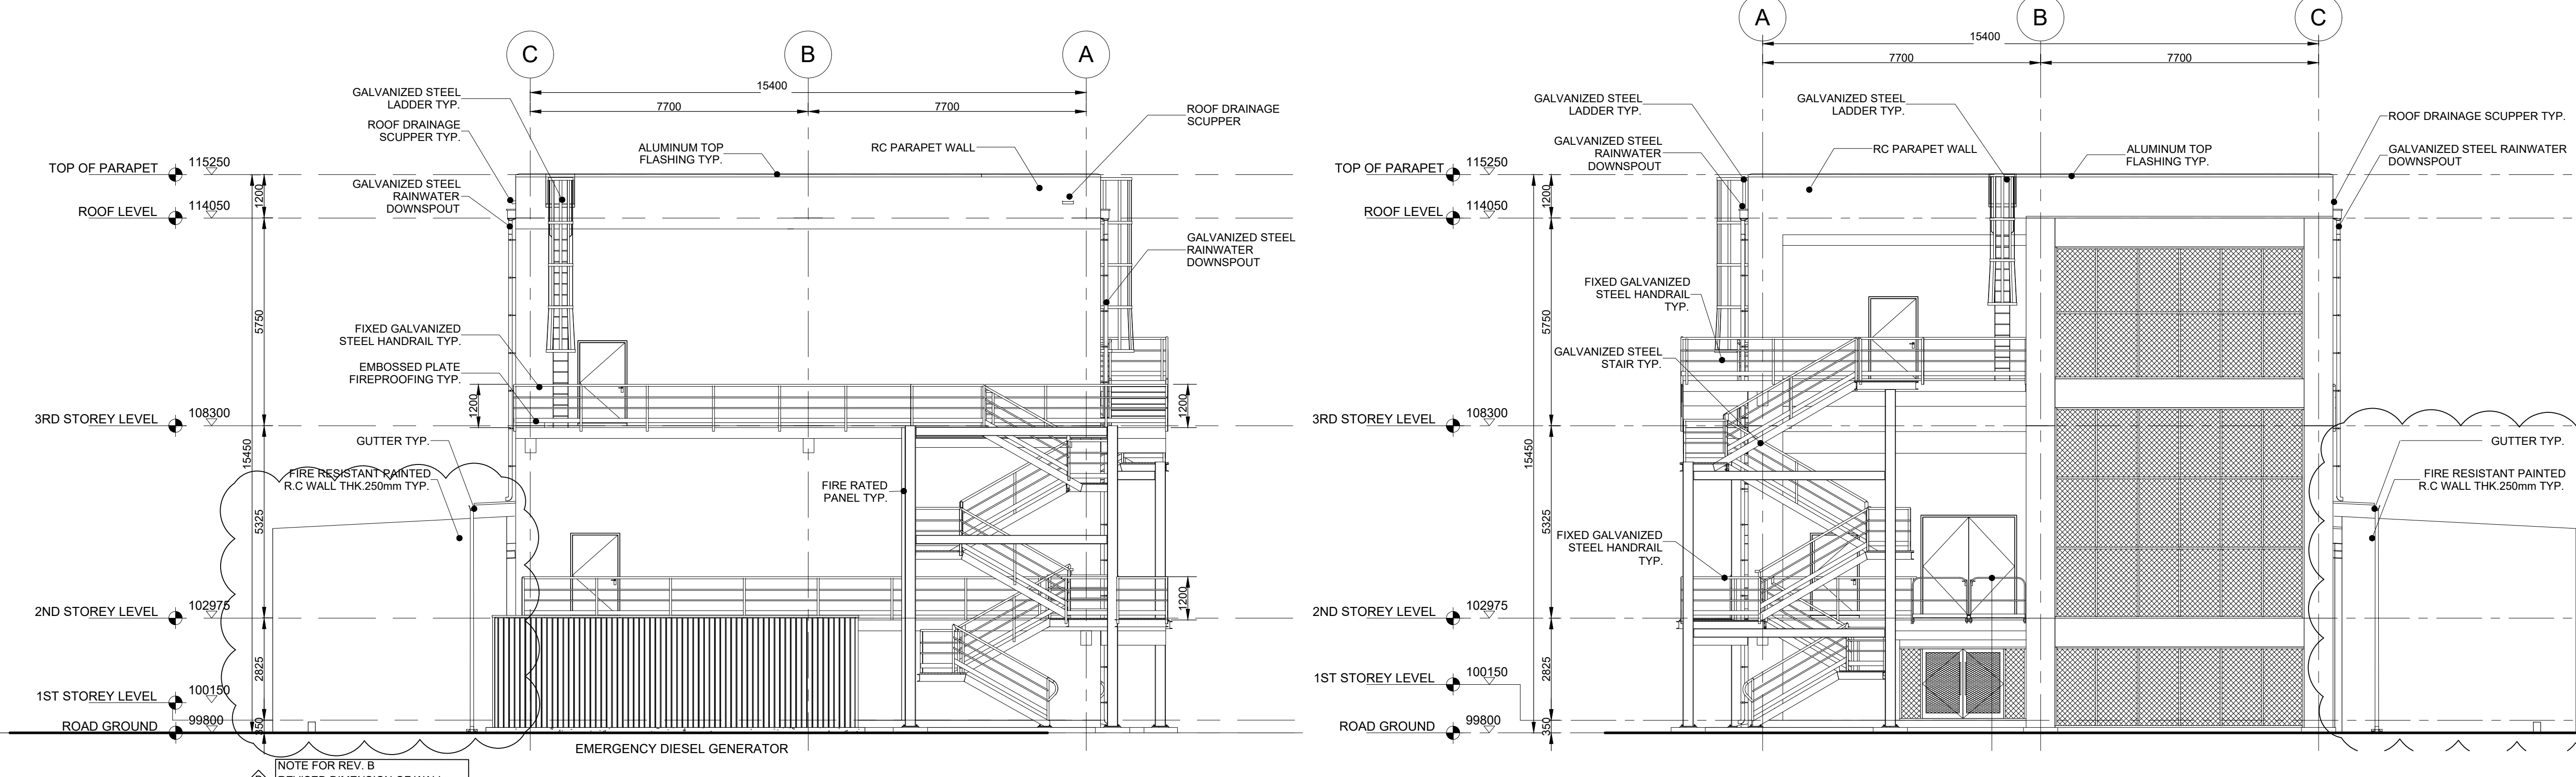 C
B
A
15400
7700
7700
GALVANIZED STEEL
LADDER TYP.
ROOF DRAINAGE
SCUPPER TYP.
GALVANIZED STEEL
RAINWATER
DOWNSPOUT
ALUMINUM TOP
FLASHING TYP.
RC PARAPET WALL
ROOF DRAINAGE
SCUPPER
GALVANIZED STEEL
RAINWATER
DOWNSPOUT
TOP OF PARAPET
115250
1200
ROOF LEVEL
114050
5750
FIXED GALVANIZED
STEEL HANDRAIL TYP.
EMBOSSED PLATE
FIREPROOFING TYP.
1200
1200
3RD STOREY LEVEL
108300
GUTTER TYP.
15450
FIRE RESISTANT PAINTED
R.C WALL THK.250mm TYP.
FIRE RATED
PANEL TYP.
5325
1200
2ND STOREY LEVEL
102975
2825
1ST STOREY LEVEL
100150
ROAD GROUND
99800
350
EMERGENCY DIESEL GENERATOR
NOTE FOR REV. B
A
B
C
15400
7700
7700
GALVANIZED STEEL
LADDER TYP.
GALVANIZED STEEL
LADDER TYP.
GALVANIZED STEEL
RAINWATER
DOWNSPOUT
RC PARAPET WALL
ALUMINUM TOP
FLASHING TYP.
ROOF DRAINAGE SCUPPER TYP.
GALVANIZED STEEL RAINWATER
DOWNSPOUT
TOP OF PARAPET
115250
1200
ROOF LEVEL
114050
5750
FIXED GALVANIZED
STEEL HANDRAIL
TYP.
GALVANIZED STEEL
STAIR TYP.
3RD STOREY LEVEL
108300
15450
GUTTER TYP.
FIRE RESISTANT PAINTED
R.C WALL THK.250mm TYP.
5325
FIXED GALVANIZED
STEEL HANDRAIL
TYP.
2ND STOREY LEVEL
102975
2825
1ST STOREY LEVEL
100150
ROAD GROUND
99800
350